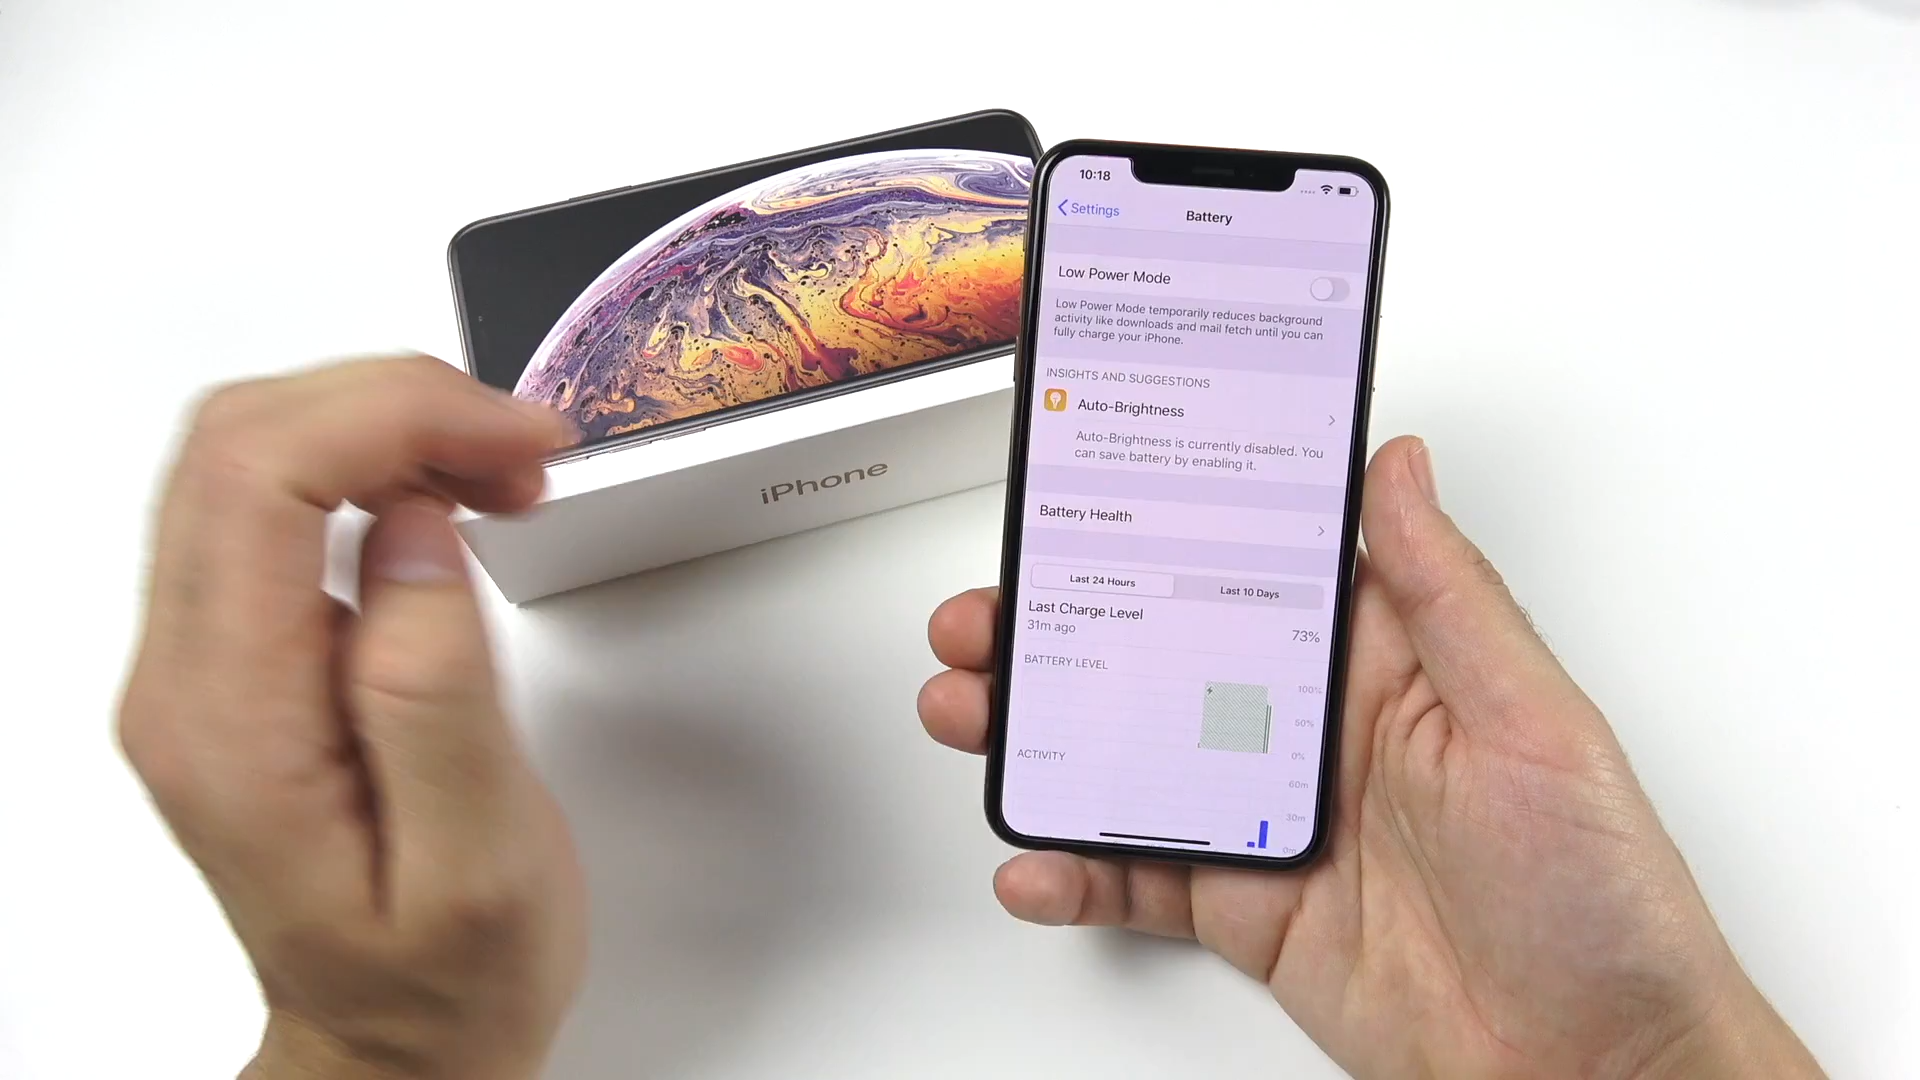 iPhone
10:18
Settings
Battery
Low Power Mode
Low Power Mode temporarily reduces background
activity like downloads and mail fetch until you can
fully charge your iPhone.
INSIGHTS AND SUGGESTIONS
Auto-Brightness
Auto-Brightness is currently disabled. You
can save battery by enabling it.
Battery Health
Last 24 Hours
Last 10 Days
Last Charge Level
31m ago
73%
BATTERY LEVEL
100%
50%
0%
ACTIVITY
60m
30m
0m